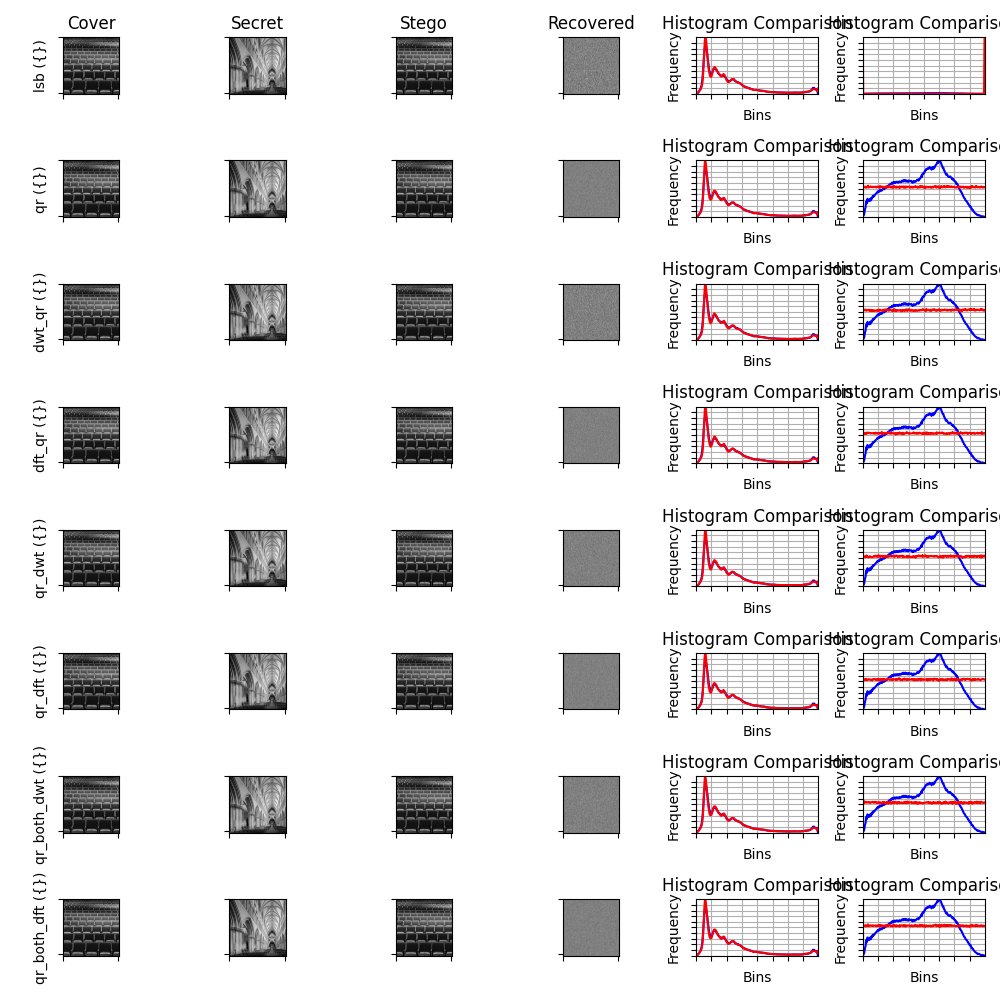 Cover Secret Stego Recovered Histogram Comparison Histogram Comparison
lsb ({}) Frequency Frequency
Bins Bins
Histogram Comparison Histogram Comparison
qr ({}) Frequency Frequency
Bins Bins
Histogram Comparison Histogram Comparison
dwt_qr ({}) Frequency Frequency
Bins Bins
Histogram Comparison Histogram Comparison
dft_qr ({}) Frequency Frequency
Bins Bins
Histogram Comparison Histogram Comparison
qr_dwt ({}) Frequency Frequency
Bins Bins
Histogram Comparison Histogram Comparison
qr_dft ({}) Frequency Frequency
Bins Bins
Histogram Comparison Histogram Comparison
qr_both_dwt ({}) Frequency Frequency
Bins Bins
Histogram Comparison Histogram Comparison
qr_both_dft ({}) Frequency Frequency
Bins Bins